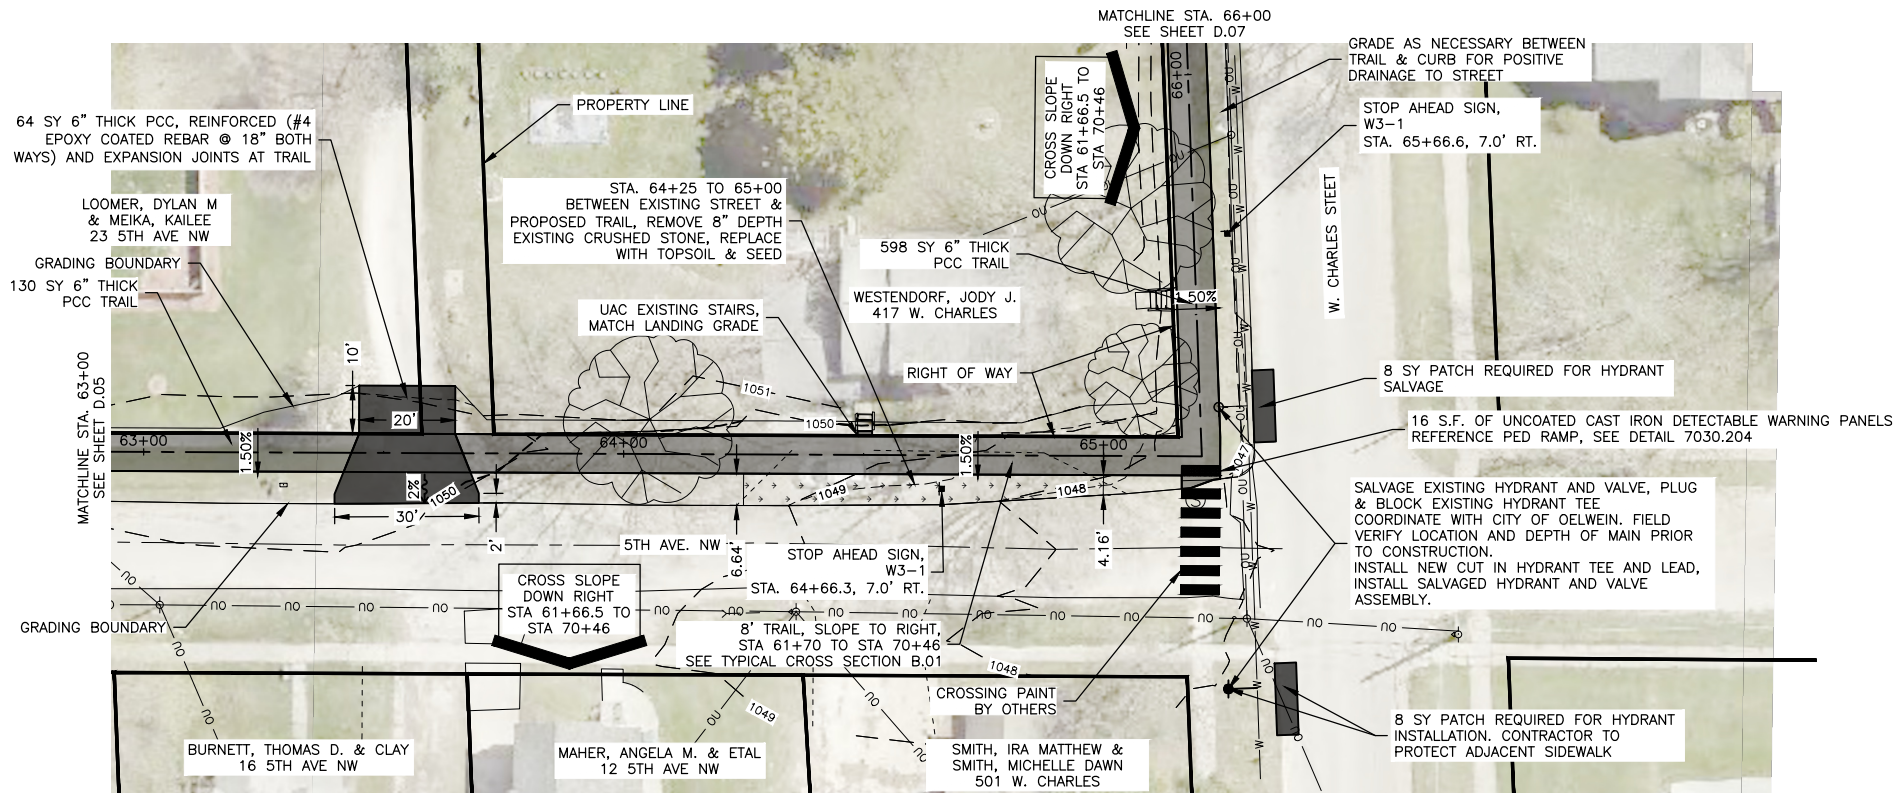 MATCHLINE STA. 66+00
SEE SHEET D.07
GRADE AS NECESSARY BETWEEN
TRAIL & CURB FOR POSITIVE
DRAINAGE TO STREET
STOP AHEAD SIGN,
W3-1
STA. 65+66.6, 7.0' RT.
CROSS SLOPE
DOWN RIGHT
STA 61+66.5 TO
STA 70+46
66+00
PROPERTY LINE
64 SY 6" THICK PCC, REINFORCED (#4
EPOXY COATED REBAR @ 18" BOTH
WAYS) AND EXPANSION JOINTS AT TRAIL
LOOMER, DYLAN M
& MEIKA, KAILEE
23 5TH AVE NW
GRADING BOUNDARY
130 SY 6" THICK
PCC TRAIL
STA. 64+25 TO 65+00
BETWEEN EXISTING STREET &
PROPOSED TRAIL, REMOVE 8" DEPTH
EXISTING CRUSHED STONE, REPLACE
WITH TOPSOIL & SEED
598 SY 6" THICK
PCC TRAIL
WESTENDORF, JODY J.
417 W. CHARLES
UAC EXISTING STAIRS,
MATCH LANDING GRADE
RIGHT OF WAY
1.50%
W. CHARLES STREET
MATCHLINE STA. 63+00
SEE SHEET D.05
10'
20'
30'
2%
2'
1.50%
1.50%
63+00
64+00
65+00
1051
1050
1050
1049
1048
1047
6.64'
4.16'
5TH AVE. NW
8 SY PATCH REQUIRED FOR HYDRANT
SALVAGE
16 S.F. OF UNCOATED CAST IRON DETECTABLE WARNING PANELS
REFERENCE PED RAMP, SEE DETAIL 7030.204
SALVAGE EXISTING HYDRANT AND VALVE, PLUG
& BLOCK EXISTING HYDRANT TEE
COORDINATE WITH CITY OF OELWEIN. FIELD
VERIFY LOCATION AND DEPTH OF MAIN PRIOR
TO CONSTRUCTION.
INSTALL NEW CUT IN HYDRANT TEE AND LEAD,
INSTALL SALVAGED HYDRANT AND VALVE
ASSEMBLY.
STOP AHEAD SIGN,
W3-1
STA. 64+66.3, 7.0' RT.
CROSS SLOPE
DOWN RIGHT
STA 61+66.5 TO
STA 70+46
GRADING BOUNDARY
8' TRAIL, SLOPE TO RIGHT,
STA 61+70 TO STA 70+46
SEE TYPICAL CROSS SECTION B.01
1048
1049
CROSSING PAINT
BY OTHERS
8 SY PATCH REQUIRED FOR HYDRANT
INSTALLATION. CONTRACTOR TO
PROTECT ADJACENT SIDEWALK
BURNETT, THOMAS D. & CLAY
16 5TH AVE NW
MAHER, ANGELA M. & ETAL
12 5TH AVE NW
SMITH, IRA MATTHEW &
SMITH, MICHELLE DAWN
501 W. CHARLES